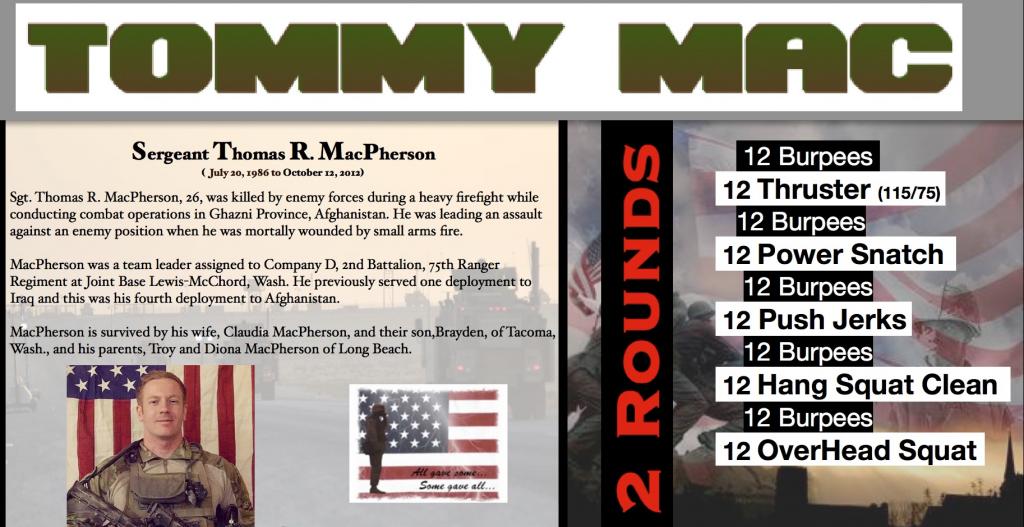 TOMMY MAC
Sergeant Thomas R. MacPherson
( July 20, 1986 to October 12, 2012)
Sgt. Thomas R. MacPherson, 26, was killed by enemy forces during a heavy firefight while
conducting combat operations in Ghazni Province, Afghanistan. He was leading an assault
against an enemy position when he was mortally wounded by small arms fire.
MacPherson was a team leader assigned to Company D, 2nd Battalion, 75th Ranger
Regiment at Joint Base Lewis-McChord, Wash. He previously served one deployment to
Iraq and this was his fourth deployment to Afghanistan.
MacPherson is survived by his wife, Claudia MacPherson, and their son,Brayden, of Tacoma,
Wash., and his parents, Troy and Diona MacPherson of Long Beach.
All gave some...
Some gave all...
2 ROUNDS
12 Burpees
12 Thruster (115/75)
12 Burpees
12 Power Snatch
12 Burpees
12 Push Jerks
12 Burpees
12 Hang Squat Clean
12 Burpees
12 OverHead Squat